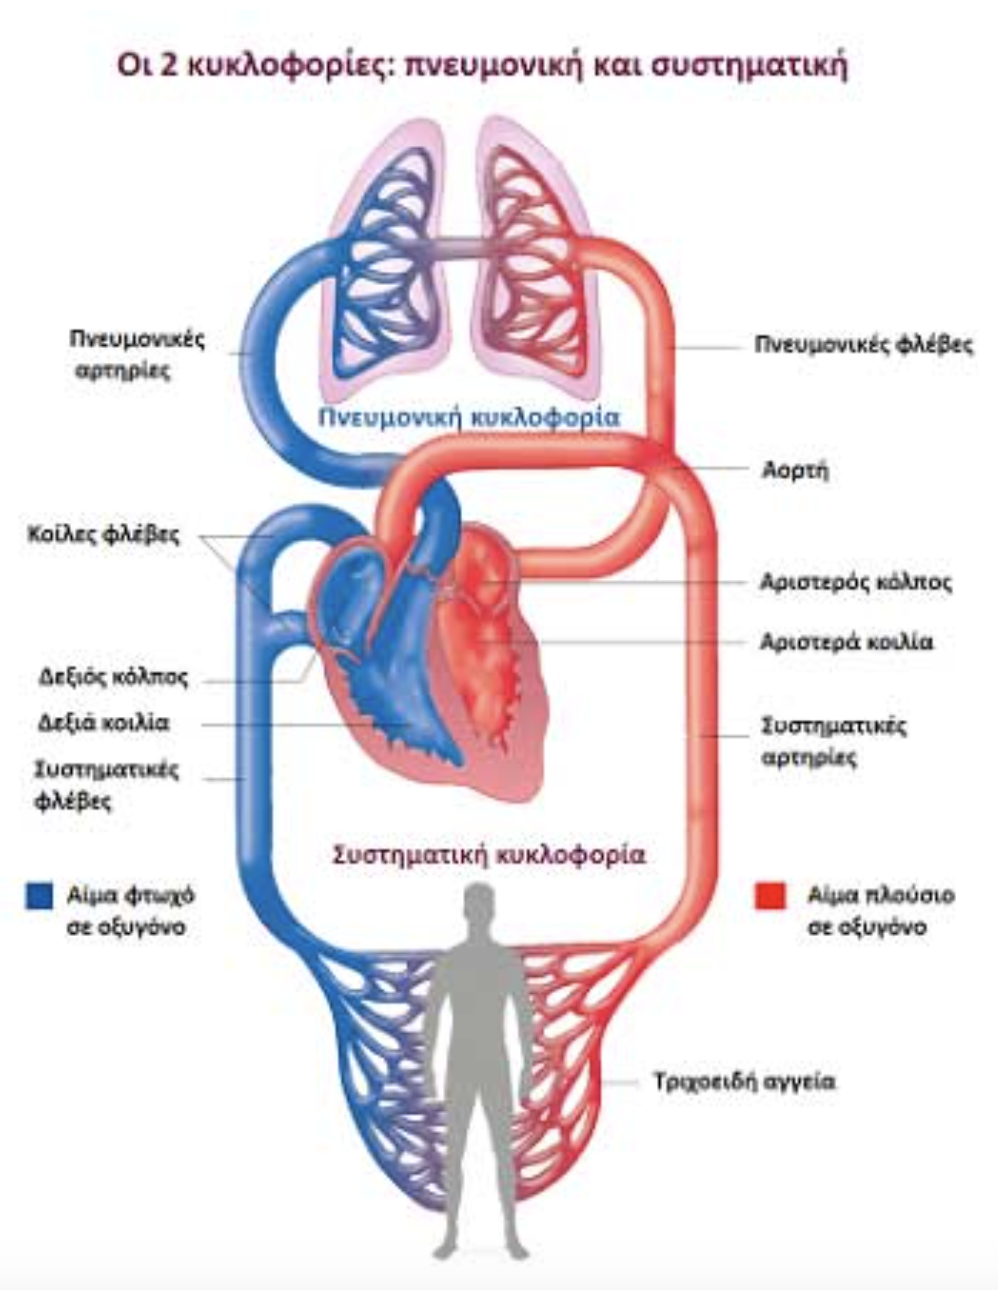 Οι 2 κυκλοφορίες: πνευμονική και συστηματική
Πνευμονικές
αρτηρίες
Πνευμονικές φλέβες
Πνευμονική κυκλοφορία
Αορτή
Κοίλες φλέβες
Αριστερός κόλπος
Αριστερά κοιλία
Δεξιός κόλπος
Δεξιά κοιλία
Συστηματικές
αρτηρίες
Συστηματικές
φλέβες
Συστηματική κυκλοφορία
Αίμα φτωχό
σε οξυγόνο
Αίμα πλούσιο
σε οξυγόνο
Τριχοειδή αγγεία